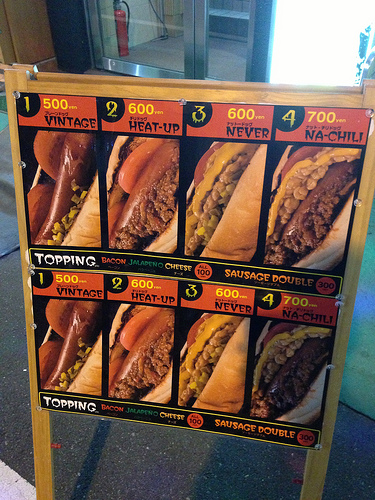 1 500yen VINTAGE
2 600yen HEAT-UP
3 600yen NEVER
4 700yen NA-CHILI
TOPPING BACON JALAPENO CHEESE ALL 100 SAUSAGE DOUBLE 300
1 500yen VINTAGE
2 600yen HEAT-UP
3 600yen NEVER
4 700yen NA-CHILI
TOPPING BACON JALAPENO CHEESE ALL 100 SAUSAGE DOUBLE 300